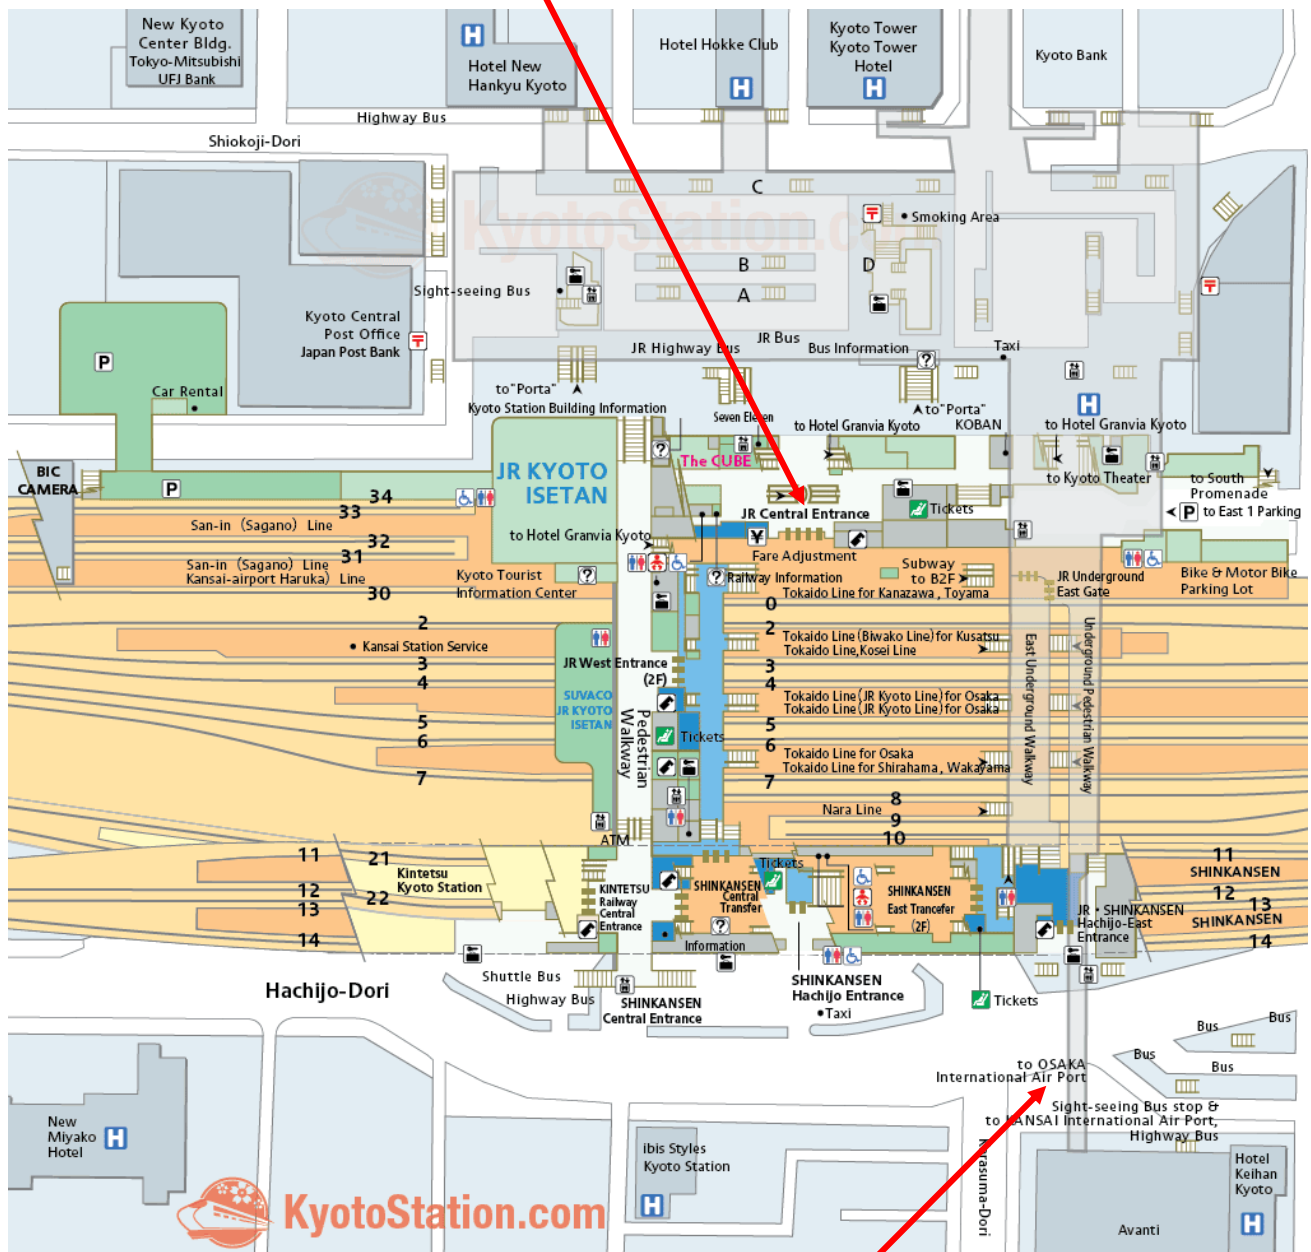 New Kyoto
Center Bldg.
Tokyo-Mitsubishi
UFJ Bank
H
Hotel New
Hankyu Kyoto
Hotel Hokke Club
H
Kyoto Tower
Kyoto Tower
Hotel
H
Kyoto Bank
Highway Bus
Shiokoji-Dori
C
Smoking Area
KyotoStation.com
B
D
A
Sight-seeing Bus
Kyoto Central
Post Office
Japan Post Bank
P
Car Rental
JR Highway Bus
JR Bus
Bus Information
Taxi
to"Porta"
Kyoto Station Building Information
Seven Eleven
to"Porta"
KOBAN
H
to Hotel Granvia Kyoto
to Hotel Granvia Kyoto
The CUBE
JR KYOTO
ISETAN
BIC
CAMERA
P
to Kyoto Theater
to South
Promenade
P to East 1 Parking
JR Central Entrance
Tickets
34
33
San-in (Sagano) Line
32
31
San-in (Sagano) Line
Kansai-airport Haruka) Line
30
to Hotel Granvia Kyoto
Kyoto Tourist
Information Center
Fare Adjustment
Railway Information
Subway
to B2F
JR Underground
East Gate
Bike & Motor Bike
Parking Lot
Tokaido Line for Kanazawa, Toyama
0
2
2
Tokaido Line (Biwako Line) for Kusatsu
Tokaido Line, Kosei Line
Kansai Station Service
JR West Entrance
(2F)
3
3
4
4
SUVACO
JR KYOTO
ISETAN
Pedestrian
Walkway
Tokaido Line (JR Kyoto Line) for Osaka
Tokaido Line (JR Kyoto Line) for Osaka
East Underground Walkway
Underground Pedestrian Walkway
5
5
6
6
Tickets
Tokaido Line for Osaka
Tokaido Line for Shirahama, Wakayama
7
7
8
Nara Line
9
10
ATM
11
21
Kintetsu
Kyoto Station
12
22
13
14
KINTETSU
Railway
Central
Entrance
Tickets
SHINKANSEN
Central
Transfer
Information
SHINKANSEN
East Trancefer
(2F)
11
SHINKANSEN
12
13
SHINKANSEN
14
JR・SHINKANSEN
Hachijo-East
Entrance
Shuttle Bus
Highway Bus
SHINKANSEN
Central Entrance
SHINKANSEN
Hachijo Entrance
Taxi
Tickets
Hachijo-Dori
Bus
Bus
Bus
Bus
to OSAKA
International Air Port
Sight-seeing Bus stop &
to KANSAI International Air Port,
Highway Bus
New
Miyako
Hotel
H
ibis Styles
Kyoto Station
H
Karasuma-Dori
Avanti
Hotel
Keihan
Kyoto
H
KyotoStation.com